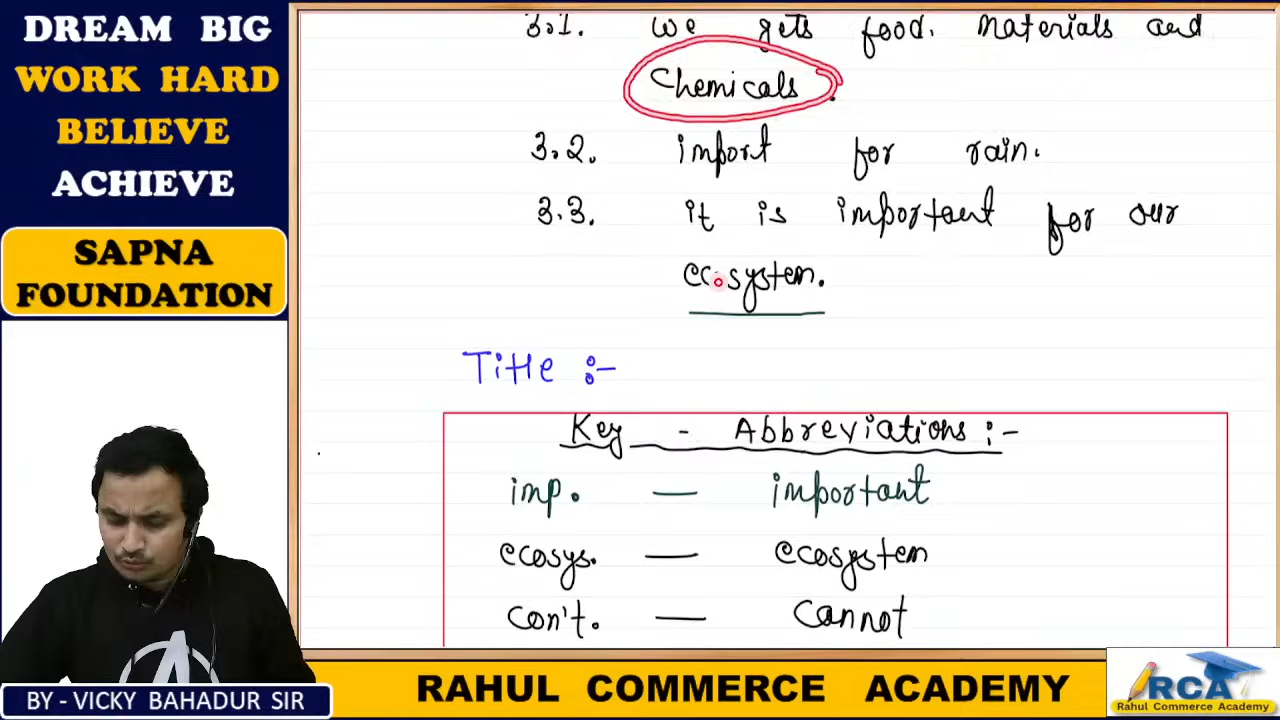 DREAM BIG
WORK HARD
BELIEVE
ACHIEVE
SAPNA
FOUNDATION
3.1. We gets food. Materials and
Chemicals.
3.2. import for rain.
3.3. it is important for our
ecosystem.
Title :-
Key - Abbreviations :-
imp. — important
ecosys. — ecosystem
con't. — Cannot
BY - VICKY BAHADUR SIR
RAHUL COMMERCE ACADEMY
RCA
Rahul Commerce Academy